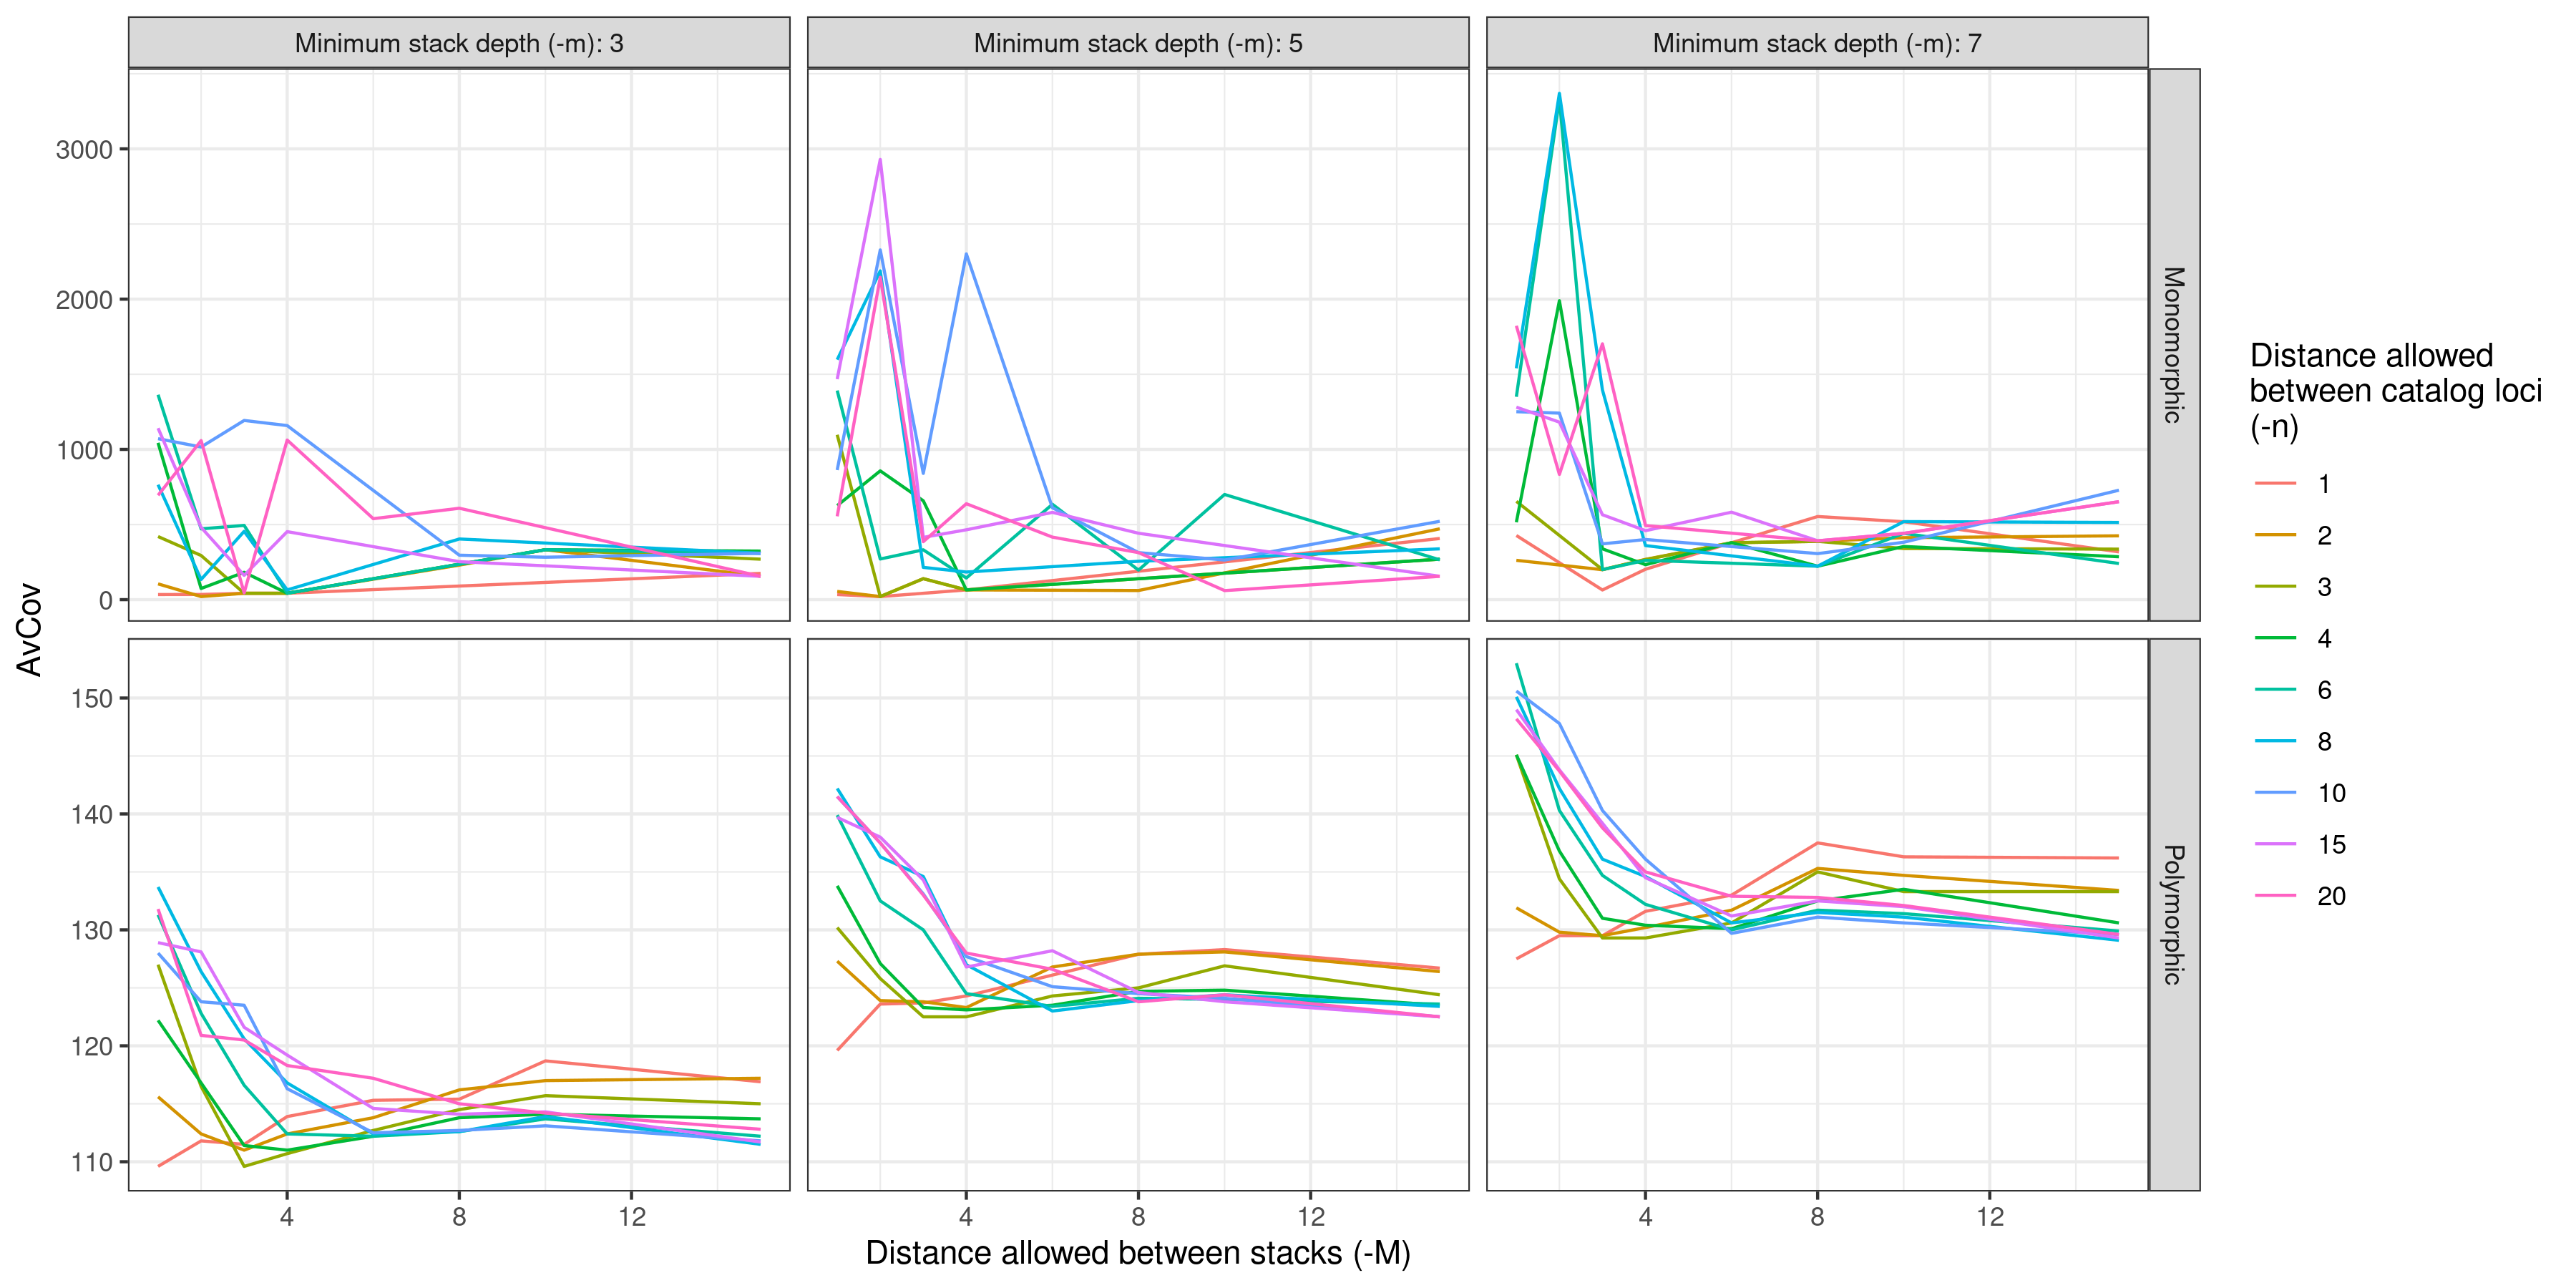 Minimum stack depth (-m): 3
Minimum stack depth (-m): 5
Minimum stack depth (-m): 7
3000
2000
1000
0
Monomorphic
AvCov
150
140
130
120
110
Polymorphic
4
8
12
4
8
12
4
8
12
Distance allowed between stacks (-M)
Distance allowed
between catalog loci
(-n)
1
2
3
4
6
8
10
15
20